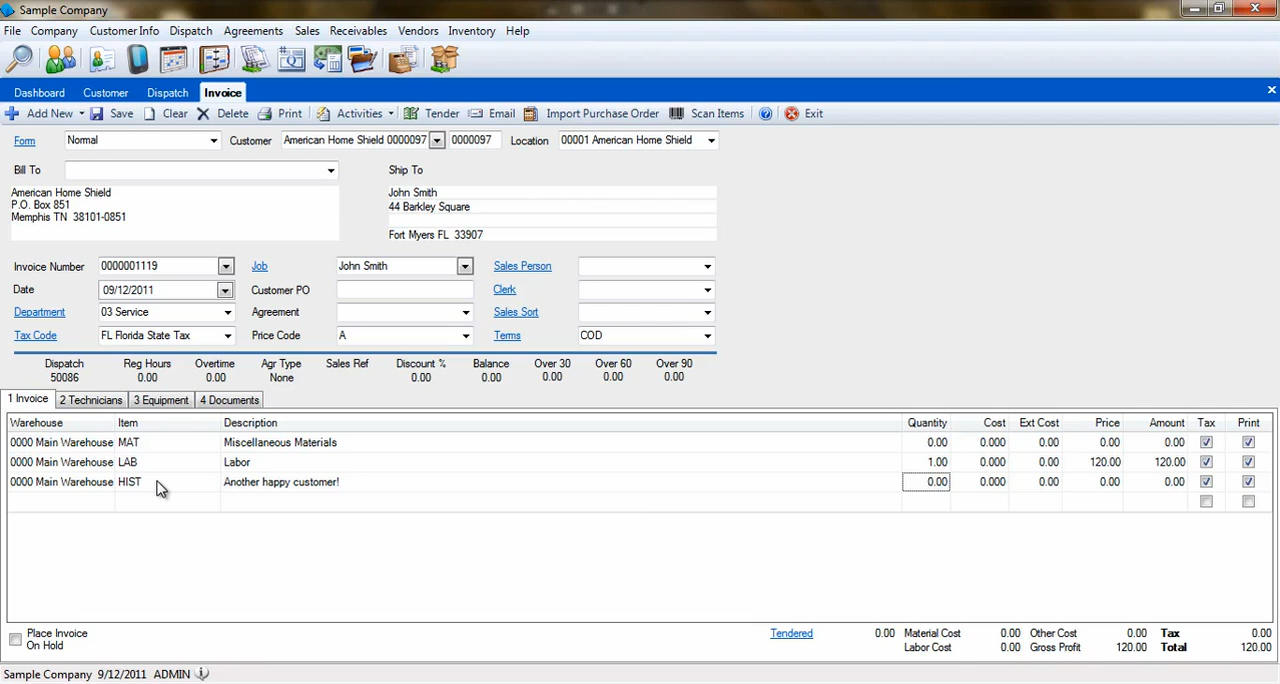 Sample Company
File Company Customer Info Dispatch Agreements Sales Receivables Vendors Inventory Help
Dashboard Customer Dispatch Invoice
Add New Save Clear Delete Print Activities Tender Email Import Purchase Order Scan Items Exit
Form Normal Customer American Home Shield 0000097 0000097 Location 00001 American Home Shield
Bill To Ship To
American Home Shield John Smith
P.O. Box 851 44 Barkley Square
Memphis TN 38101-0851
Fort Myers FL 33907
Invoice Number 0000001119 Job John Smith Sales Person
Date 09/12/2011 Customer PO Clerk
Department 03 Service Agreement Sales Sort
Tax Code FL Florida State Tax Price Code A Terms COD
Dispatch Reg Hours Overtime Agr Type Sales Ref Discount % Balance Over 30 Over 60 Over 90
50086 0.00 0.00 None 0.00 0.00 0.00 0.00 0.00
1 Invoice 2 Technicians 3 Equipment 4 Documents
Warehouse Item Description Quantity Cost Ext Cost Price Amount Tax Print
0000 Main Warehouse MAT Miscellaneous Materials 0.00 0.000 0.00 0.00 0.00
0000 Main Warehouse LAB Labor 1.00 0.000 0.00 120.00 120.00
0000 Main Warehouse HIST Another happy customer! 0.00 0.000 0.00 0.00 0.00
Place Invoice On Hold Tendered 0.00 Material Cost 0.00 Other Cost 0.00 Tax 0.00
Labor Cost 0.00 Gross Profit 120.00 Total 120.00
Sample Company 9/12/2011 ADMIN